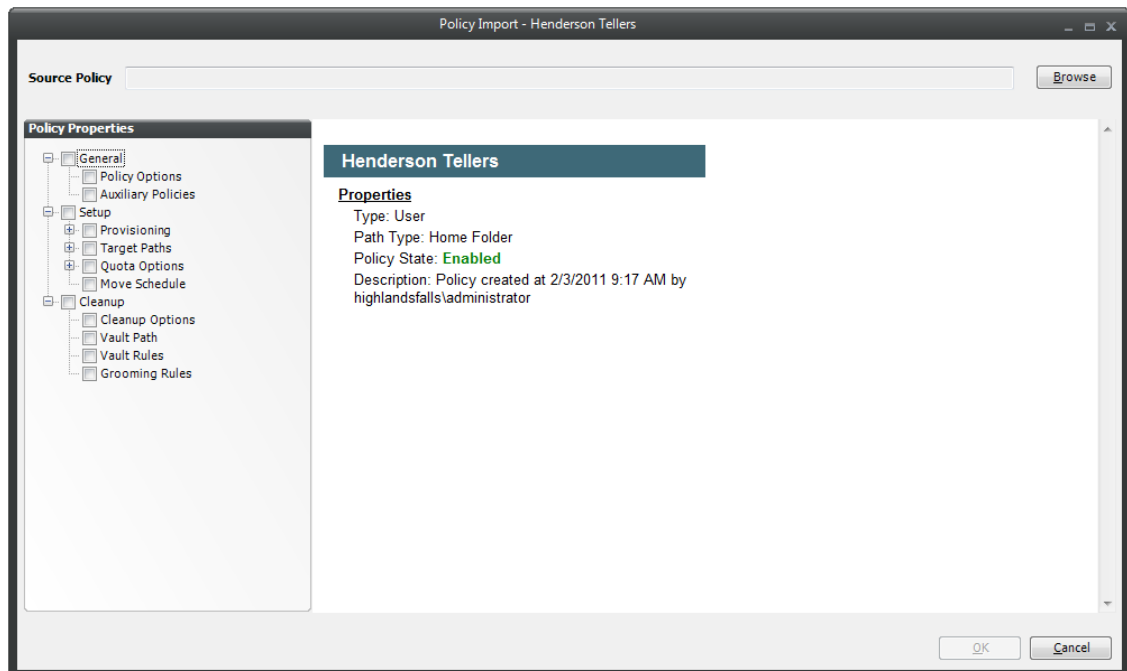 Policy Import - Henderson Tellers
Source Policy
Browse
Policy Properties
General
Policy Options
Auxiliary Policies
Setup
Provisioning
Target Paths
Quota Options
Move Schedule
Cleanup
Cleanup Options
Vault Path
Vault Rules
Grooming Rules
Henderson Tellers
Properties
Type: User
Path Type: Home Folder
Policy State: Enabled
Description: Policy created at 2/3/2011 9:17 AM by
highlandsfalls\administrator
OK
Cancel